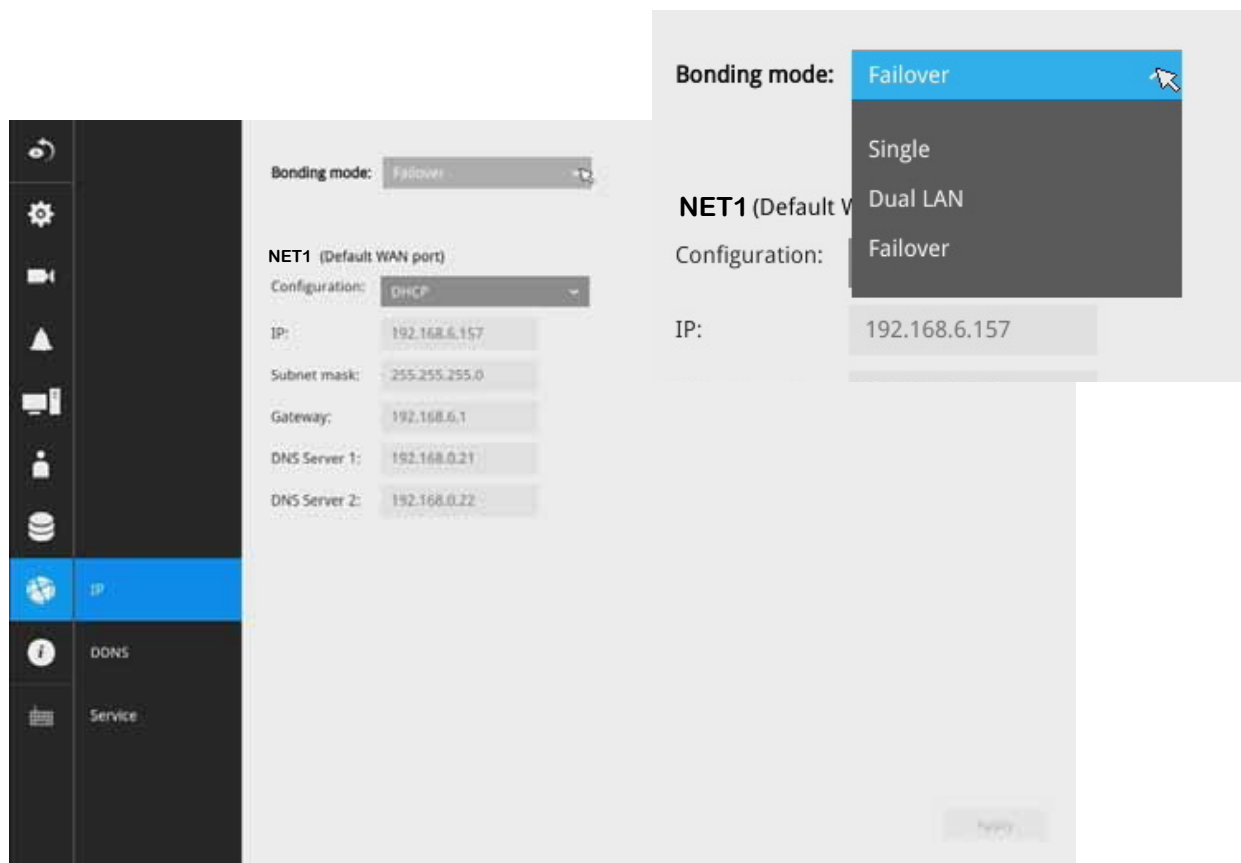 Bonding mode: Failover
NET1 (Default WAN port)
Configuration: DHCP
IP: 192.168.6.157
Subnet mask: 255.255.255.0
Gateway: 192.168.6.1
DNS Server 1: 192.168.0.21
DNS Server 2: 192.168.0.22
IP
DDNS
Service
Apply
Bonding mode: Failover
Single
Dual LAN
Failover
NET1 (Default W
Configuration:
IP: 192.168.6.157